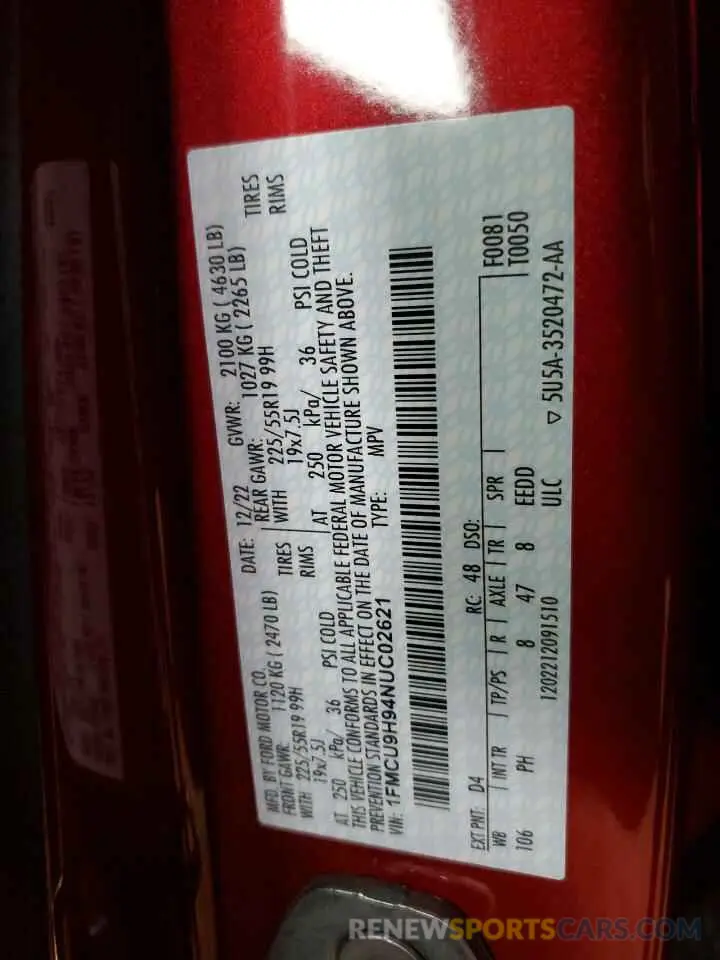 MFD. BY FORD MOTOR CO.
DATE: 12/22 GVWR: 2100 KG ( 4630 LB)
FRONT GAWR: 1120 KG ( 2470 LB) REAR GAWR: 1027 KG ( 2265 LB)
WITH 225/55R19 99H TIRES WITH 225/55R19 99H TIRES
19x7.5J RIMS 19x7.5J RIMS
AT 250 kPa/ 36 PSI COLD AT 250 kPa/ 36 PSI COLD
THIS VEHICLE CONFORMS TO ALL APPLICABLE FEDERAL MOTOR VEHICLE SAFETY AND THEFT
PREVENTION STANDARDS IN EFFECT ON THE DATE OF MANUFACTURE SHOWN ABOVE.
VIN: 1FMCU9H94NUC02621 TYPE: MPV
EXT PNT: D4 RC: 48 DSO: F0081
WB INT TR TP/PS R AXLE TR SPR T0050
106 PH 8 47 8 EEDD
1202212091510 ULC ▽ 5U5A-3520472-AA
RENEWSPORTSCARS.COM